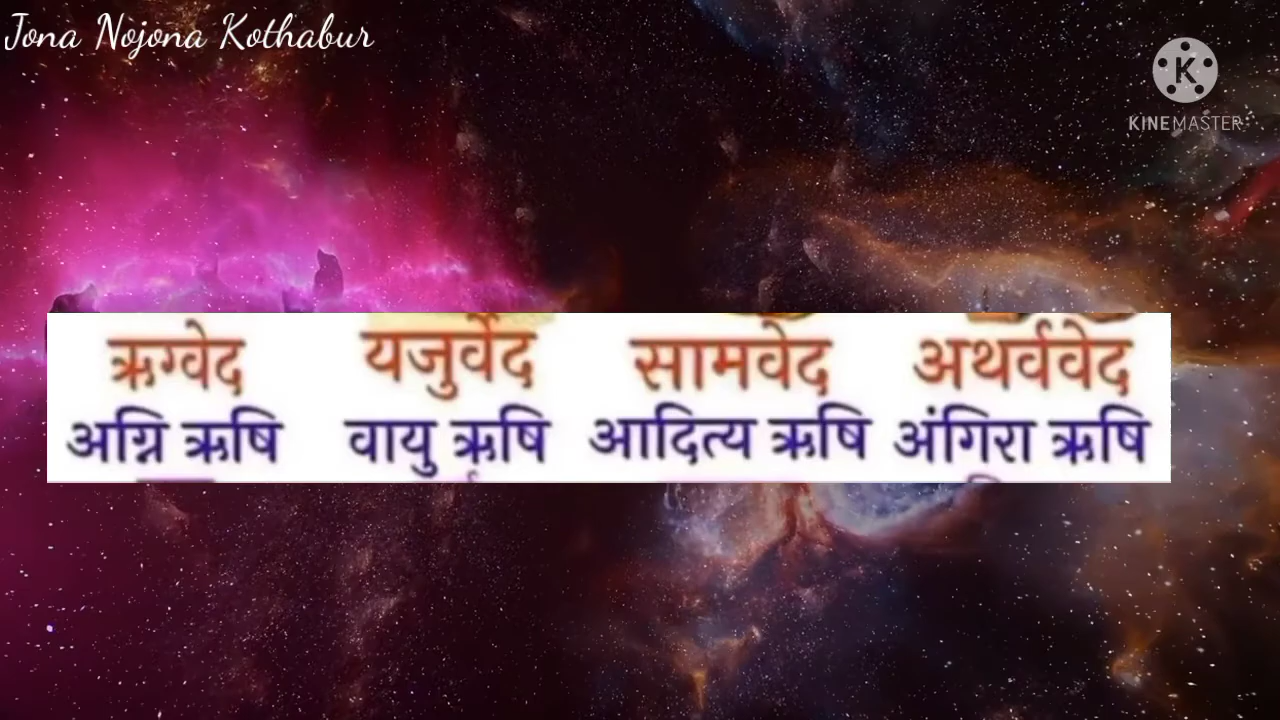 Jona Nojona Kothabur
KINEMASTER
ऋग्वेद यजुर्वेद सामवेद अथर्ववेद
अग्नि ऋषि वायु ऋषि आदित्य ऋषि अंगिरा ऋषि